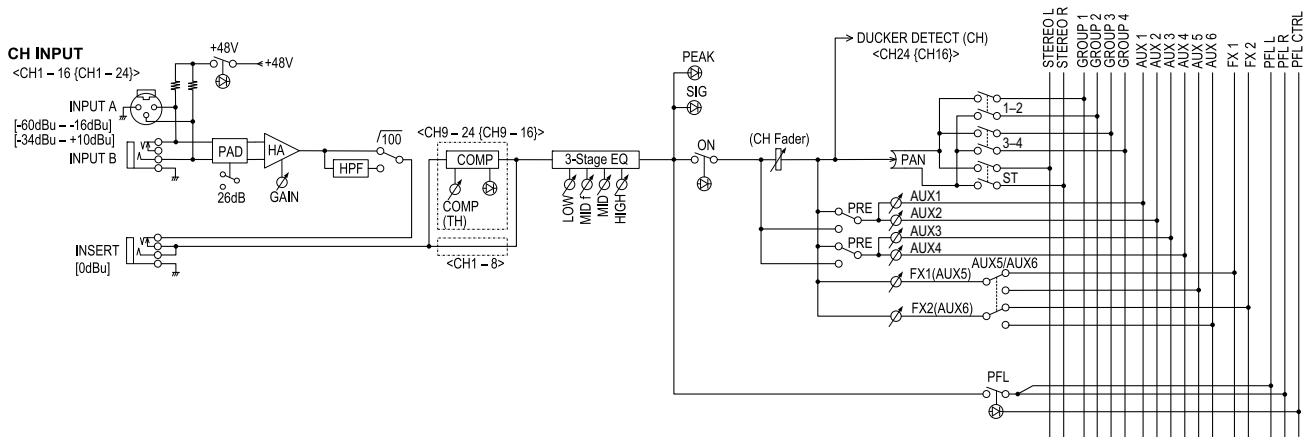 CH INPUT
<CH1 – 16 {CH1 – 24}>
+48V
+48V
INPUT A
[-60dBu – -16dBu]
[-34dBu – +10dBu]
INPUT B
PAD
26dB
HA
GAIN
HPF
/100
INSERT
[0dBu]
<CH9 – 24 {CH9 – 16}>
COMP
COMP
(TH)
<CH1 – 8>
3-Stage EQ
LOW
MID f
MID
HIGH
PEAK
SIG
ON
(CH Fader)
DUCKER DETECT (CH)
<CH24 {CH16}>
PAN
1–2
3–4
ST
PRE
PRE
AUX1
AUX2
AUX3
AUX4
AUX5/AUX6
FX1(AUX5)
FX2(AUX6)
PFL
STEREO L
STEREO R
GROUP 1
GROUP 2
GROUP 3
GROUP 4
AUX 1
AUX 2
AUX 3
AUX 4
AUX 5
AUX 6
FX 1
FX 2
PFL L
PFL R
PFL CTRL